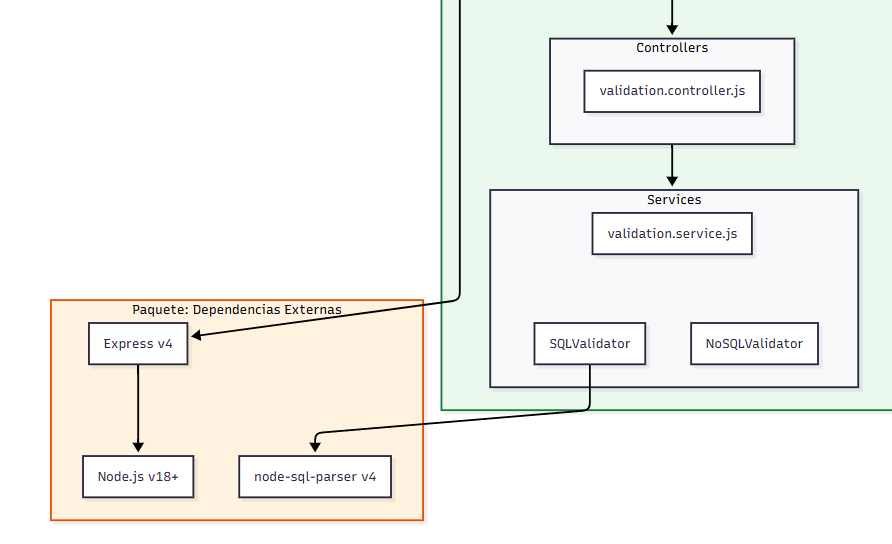 Controllers
validation.controller.js
Services
validation.service.js
Paquete: Dependencias Externas
Express v4
SQLValidator
NoSQLValidator
Node.js v18+
node-sql-parser v4